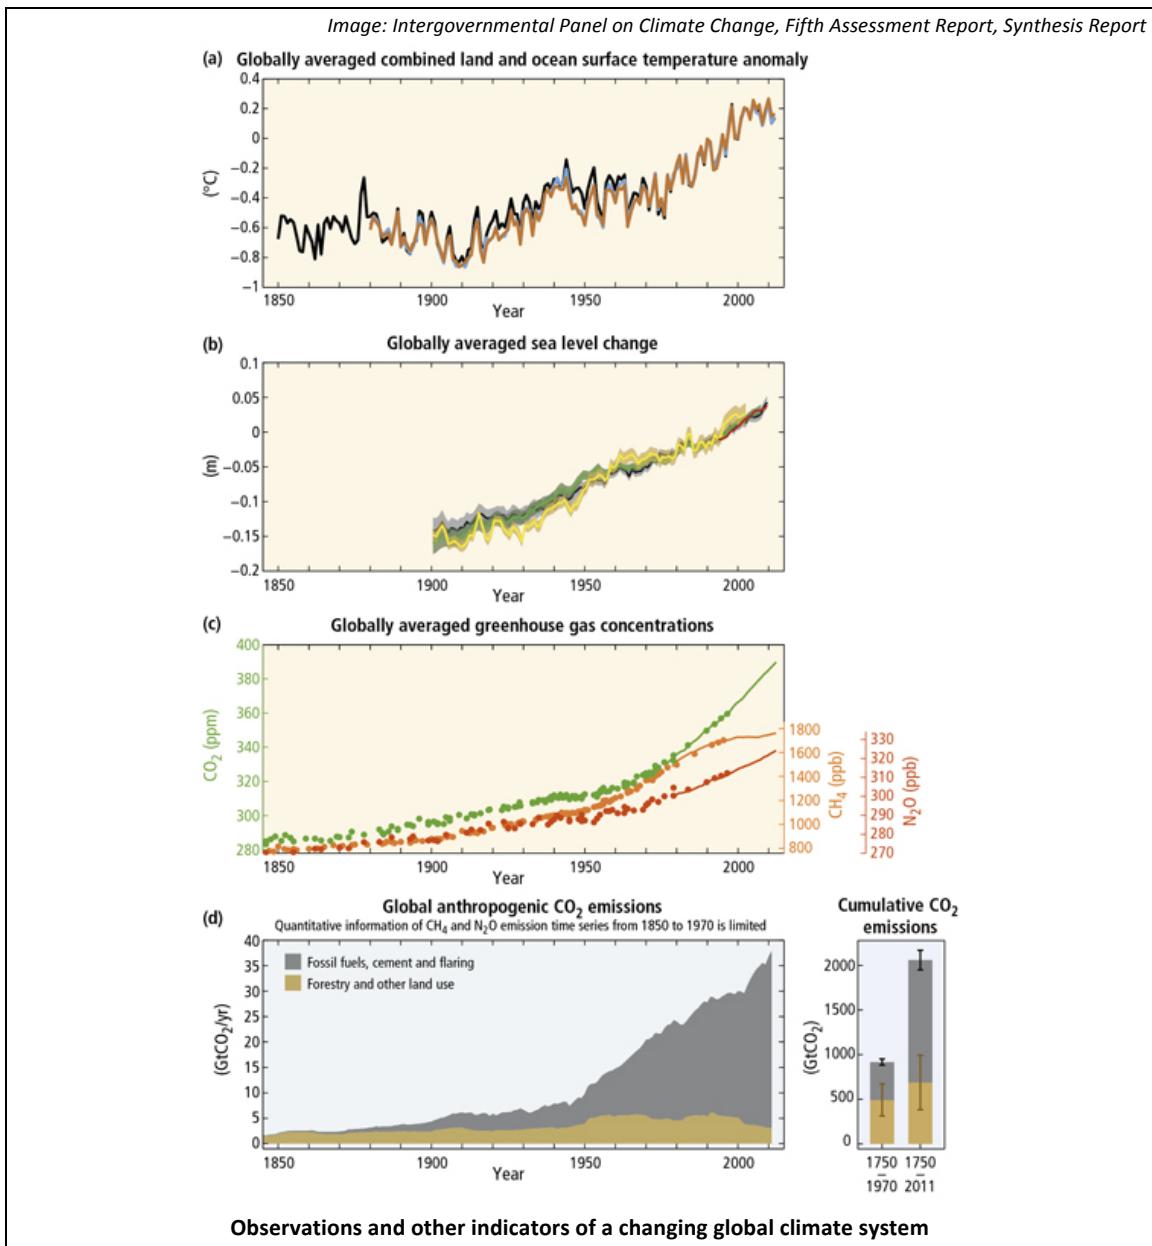 Image: Intergovernmental Panel on Climate Change, Fifth Assessment Report, Synthesis Report
(a) Globally averaged combined land and ocean surface temperature anomaly
0.4
0.2
0
−0.2
−0.4
−0.6
−0.8
−1
(°C)
1850 1900 1950 2000
Year
(b) Globally averaged sea level change
0.1
0.05
0
−0.05
−0.1
−0.15
−0.2
(m)
1850 1900 1950 2000
Year
(c) Globally averaged greenhouse gas concentrations
400
380
360
340
320
300
280
CO2 (ppm)
1800
1600
1400
1200
1000
800
CH4 (ppb)
330
320
310
300
290
280
270
N2O (ppb)
1850 1900 1950 2000
Year
(d) Global anthropogenic CO2 emissions
Quantitative information of CH4 and N2O emission time series from 1850 to 1970 is limited
40
35
30
25
20
15
10
5
0
(GtCO2/yr)
Fossil fuels, cement and flaring
Forestry and other land use
1850 1900 1950 2000
Year
Cumulative CO2
emissions
2000
1500
1000
500
0
(GtCO2)
1750 1750
– –
1970 2011
Observations and other indicators of a changing global climate system